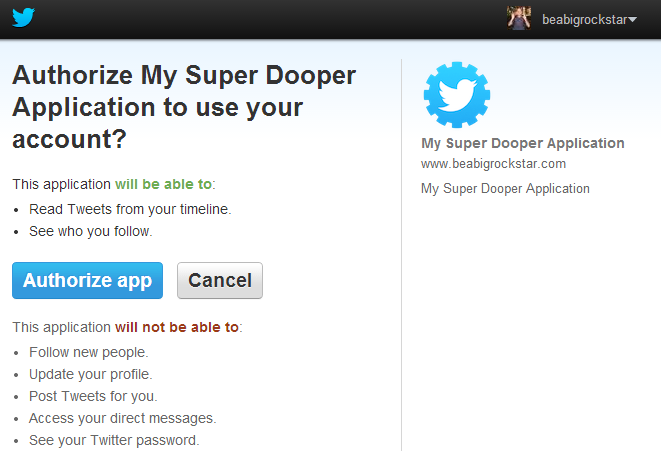 beabigrockstar
Authorize My Super Dooper
Application to use your
account?
This application will be able to:
• Read Tweets from your timeline.
• See who you follow.
Authorize app
Cancel
This application will not be able to:
• Follow new people.
• Update your profile.
• Post Tweets for you.
• Access your direct messages.
• See your Twitter password.
My Super Dooper Application
www.beabigrockstar.com
My Super Dooper Application